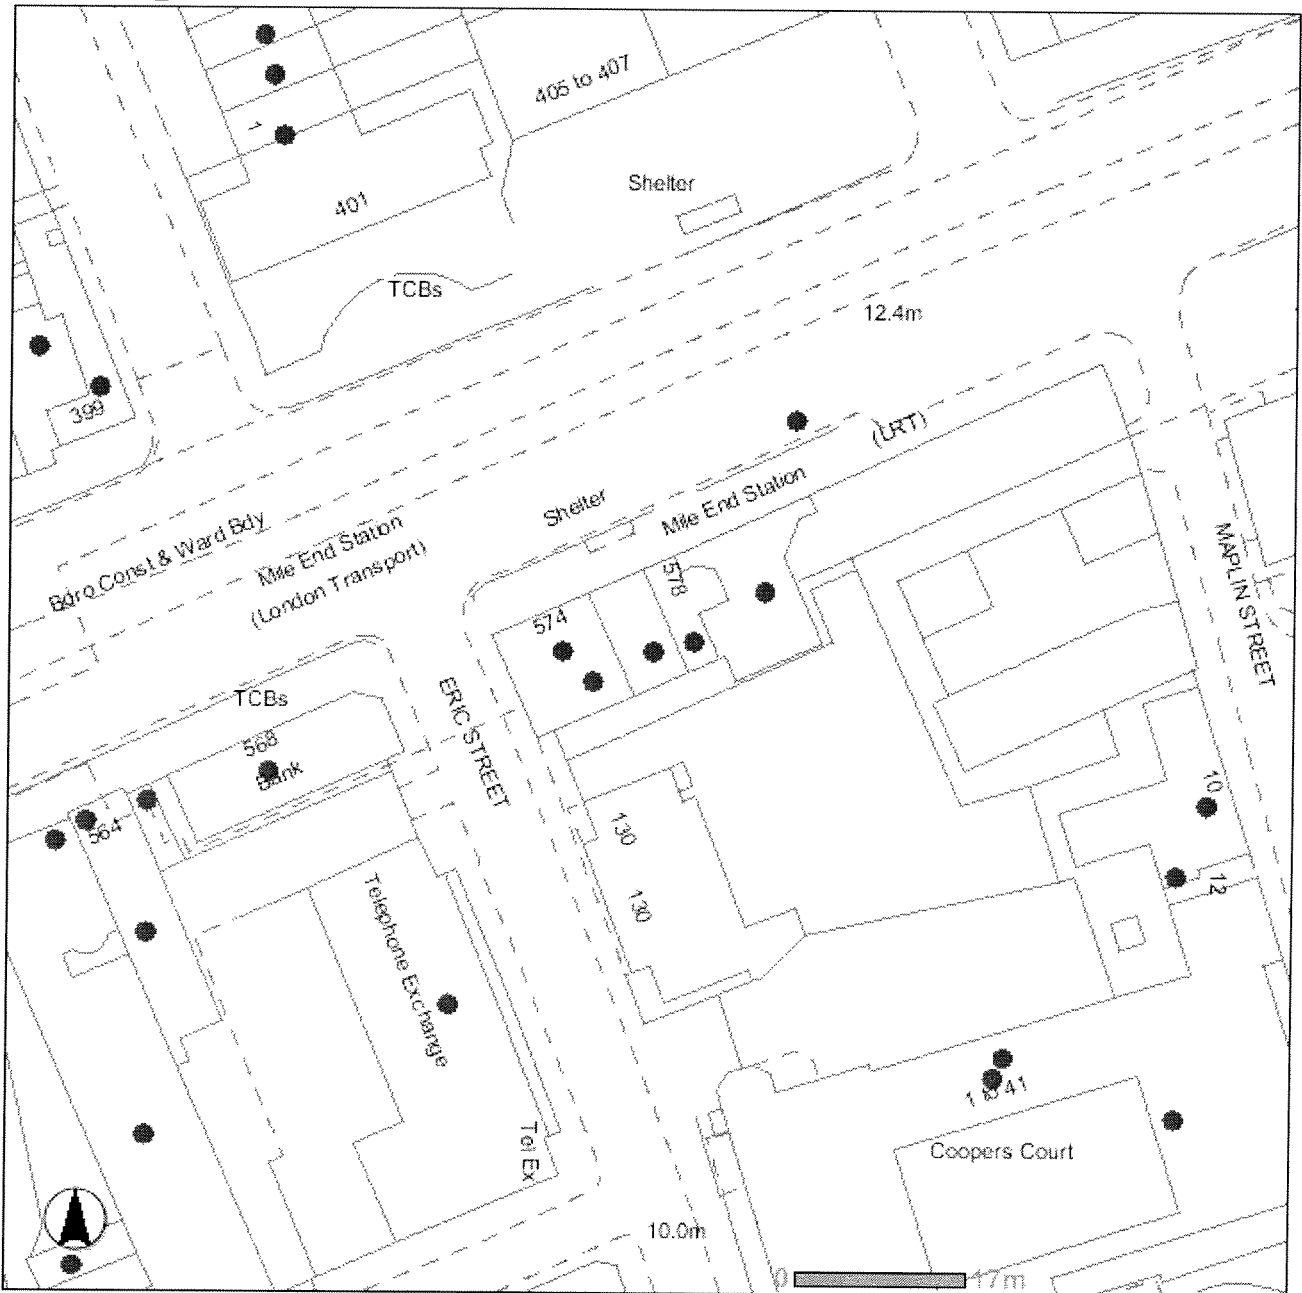 405 to 407
1
401
Shelter
TCBs
12.4m
399
(LRT)
Mile End Station
Shelter
Boro Const & Ward Bdy
Mile End Station
(London Transport)
MAPLIN STREET
578
574
ERIC STREET
TCBs
568
Bank
564
10
12
130
130
Telephone Exchange
1 to 41
Coopers Court
Tel Ex
10.0m
0 17m